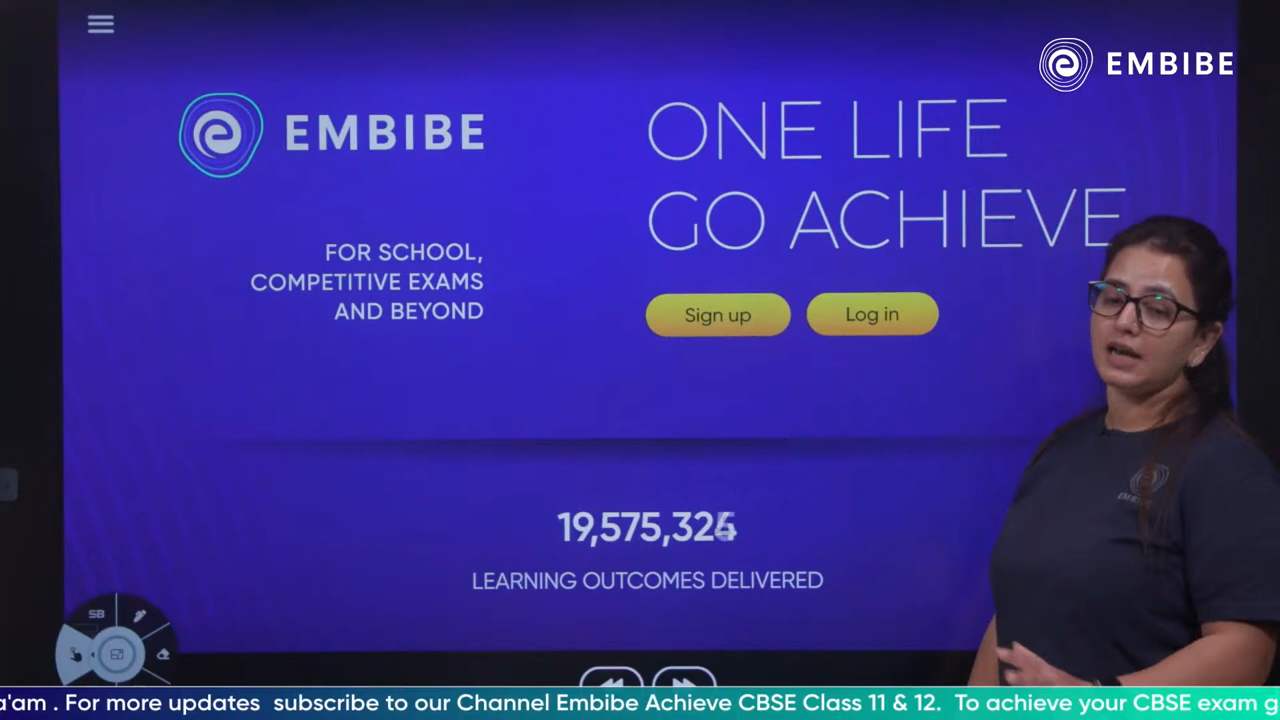 EMBIBE
EMBIBE
ONE LIFE
GO ACHIEVE
FOR SCHOOL,
COMPETITIVE EXAMS
AND BEYOND
Sign up
Log in
LEARNING OUTCOMES DELIVERED
SB
a'am . For more updates subscribe to our Channel Embibe Achieve CBSE Class 11 & 12. To achieve your CBSE exam g